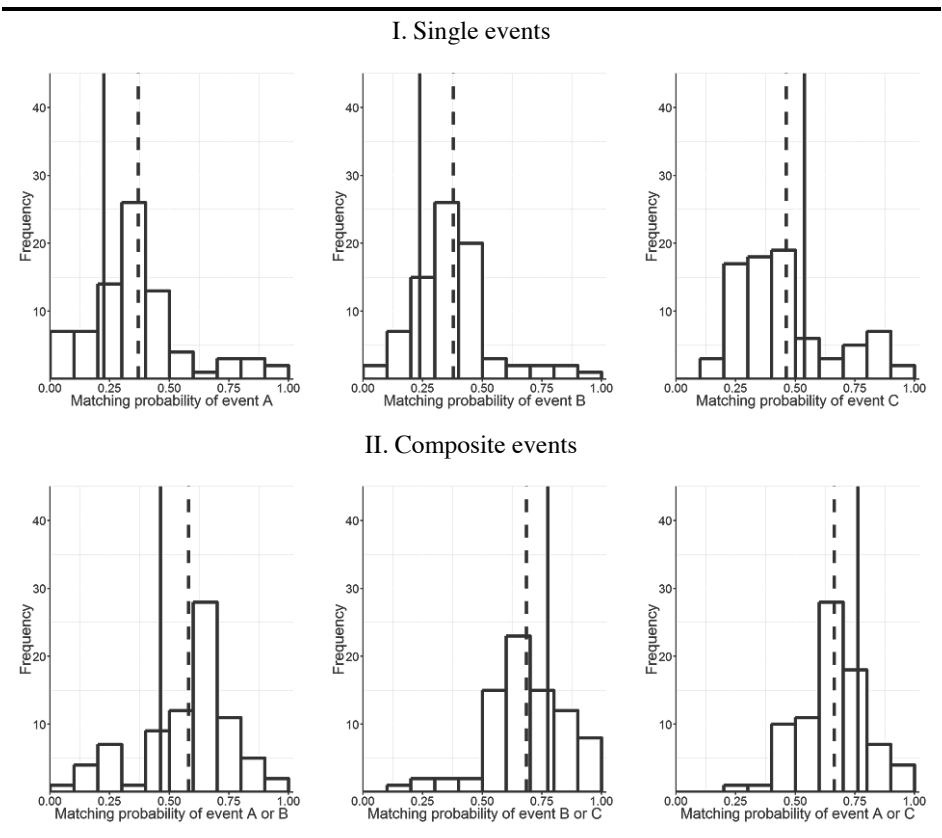 I. Single events
40
30
20
10
Frequency
0.00 0.25 0.50 0.75 1.00
Matching probability of event A
40
30
20
10
Frequency
0.00 0.25 0.50 0.75 1.00
Matching probability of event B
40
30
20
10
Frequency
0.00 0.25 0.50 0.75 1.00
Matching probability of event C
II. Composite events
40
30
20
10
Frequency
0.00 0.25 0.50 0.75 1.00
Matching probability of event A or B
40
30
20
10
Frequency
0.00 0.25 0.50 0.75 1.00
Matching probability of event B or C
40
30
20
10
Frequency
0.00 0.25 0.50 0.75 1.00
Matching probability of event A or C